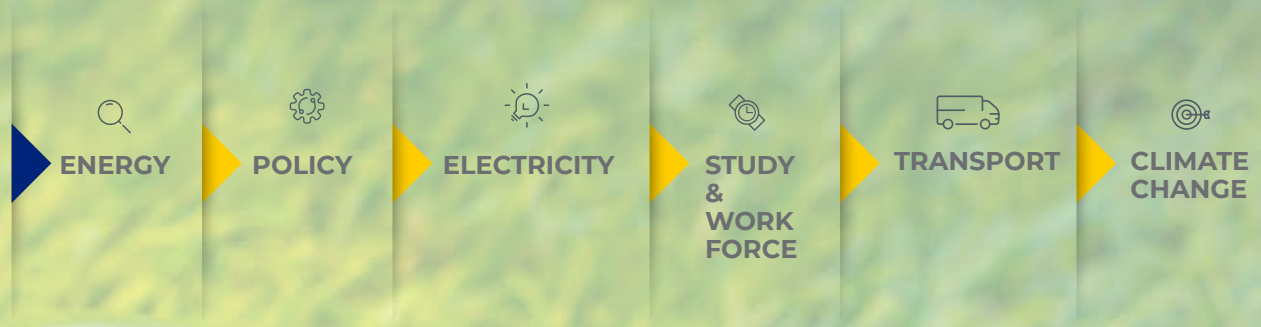 ENERGY
POLICY
ELECTRICITY
STUDY
&
WORK
FORCE
TRANSPORT
CLIMATE
CHANGE